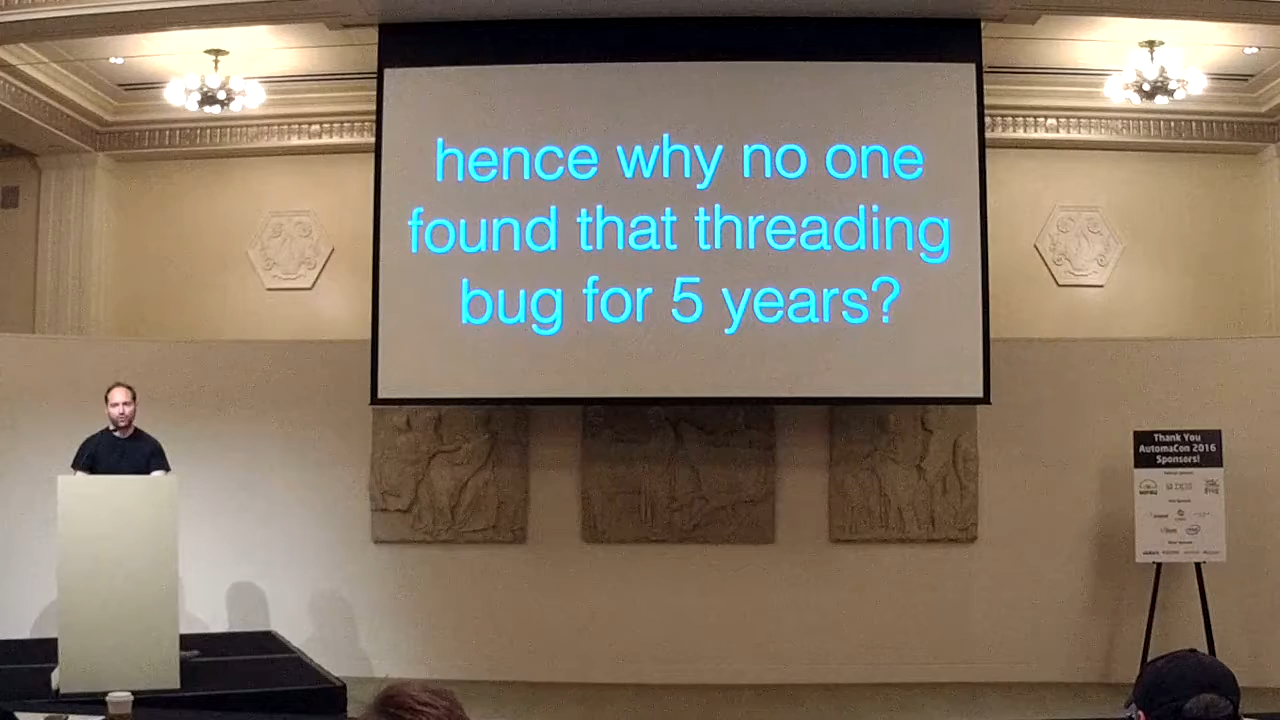 hence why no one
found that threading
bug for 5 years?
Thank You
AutomaCon 2016
Sponsors!